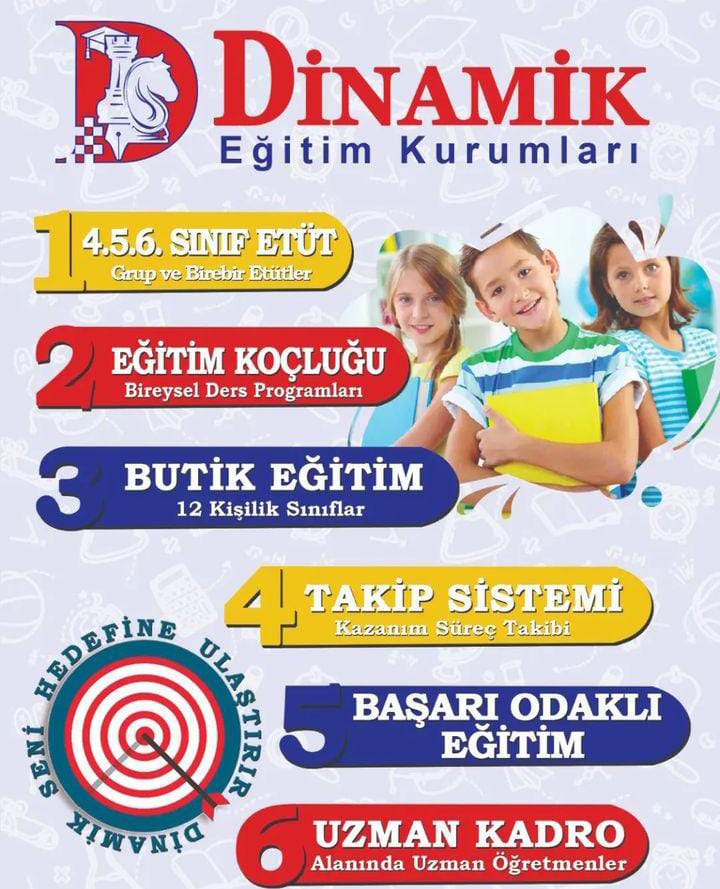 DİNAMİK
Eğitim Kurumları
1 4.5.6. SINIF ETÜT
Grup ve Birebir Etütler
2 EĞİTİM KOÇLUĞU
Bireysel Ders Programları
3 BUTİK EĞİTİM
12 Kişilik Sınıflar
4 TAKİP SİSTEMİ
Kazanım Süreç Takibi
DİNAMİK SENİ HEDEFİNE ULAŞTIRIR
5 BAŞARI ODAKLI
EĞİTİM
6 UZMAN KADRO
Alanında Uzman Öğretmenler